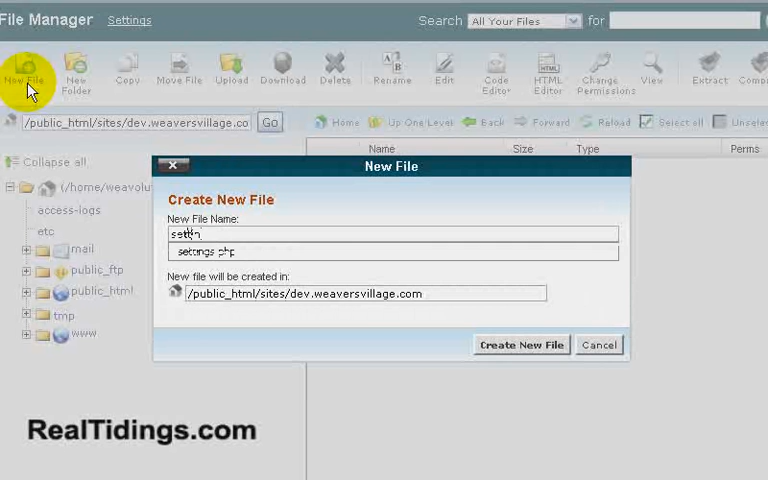 File Manager Settings
Search All Your Files for
New File
New Folder
Copy
Move File
Upload
Download
Delete
Rename
Edit
Code Editor
HTML Editor
Change Permissions
View
Extract
/public_html/sites/dev.weaversvillage.co Go
Home Up One Level Back Forward Reload Select all
Name Size Type Perms
Collapse all
(/home/weavolu
access-logs
etc
mail
public_ftp
public_html
tmp
www
New File
Create New File
New File Name:
settin
settings.php
New file will be created in:
/public_html/sites/dev.weaversvillage.com
Create New File Cancel
RealTidings.com